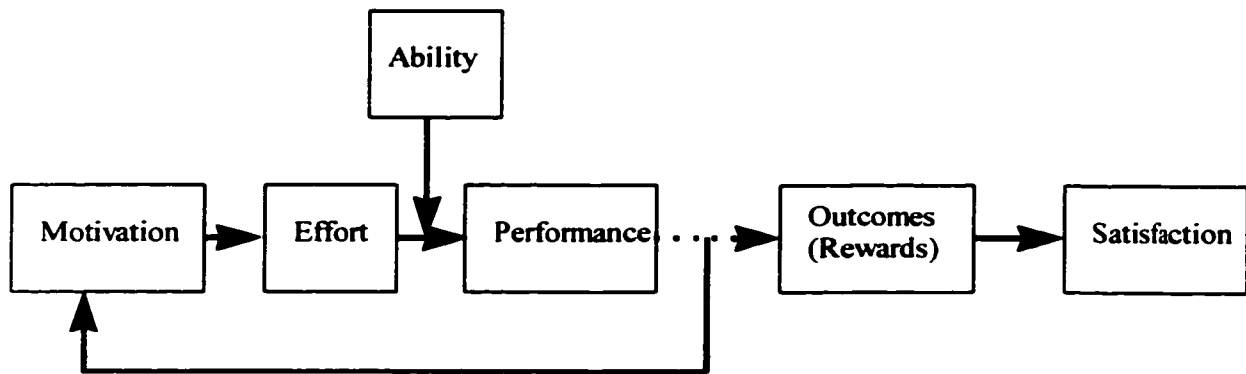 Ability
Motivation
Effort
Performance
Outcomes
(Rewards)
Satisfaction